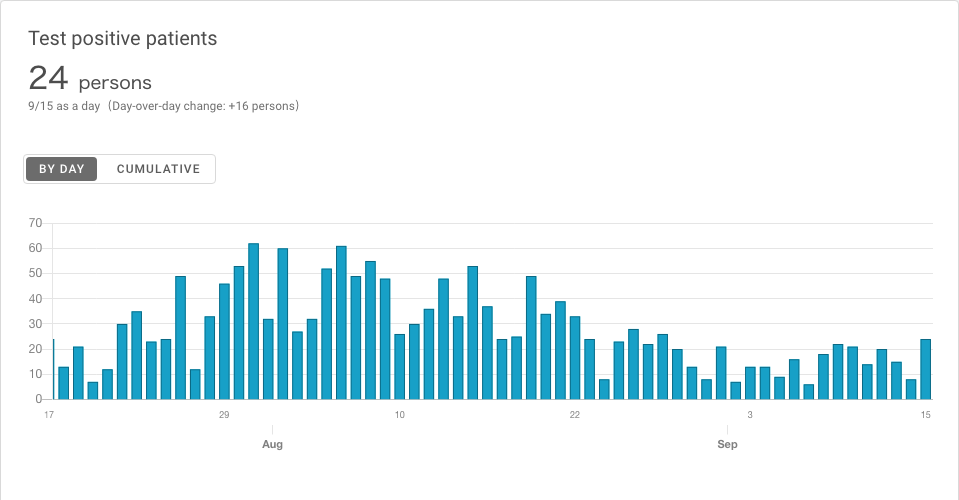 Test positive patients
24 persons
9/15 as a day（Day-over-day change: +16 persons）
BY DAY CUMULATIVE
70
60
50
40
30
20
10
0
17 29 10 22 3 15
Aug Sep